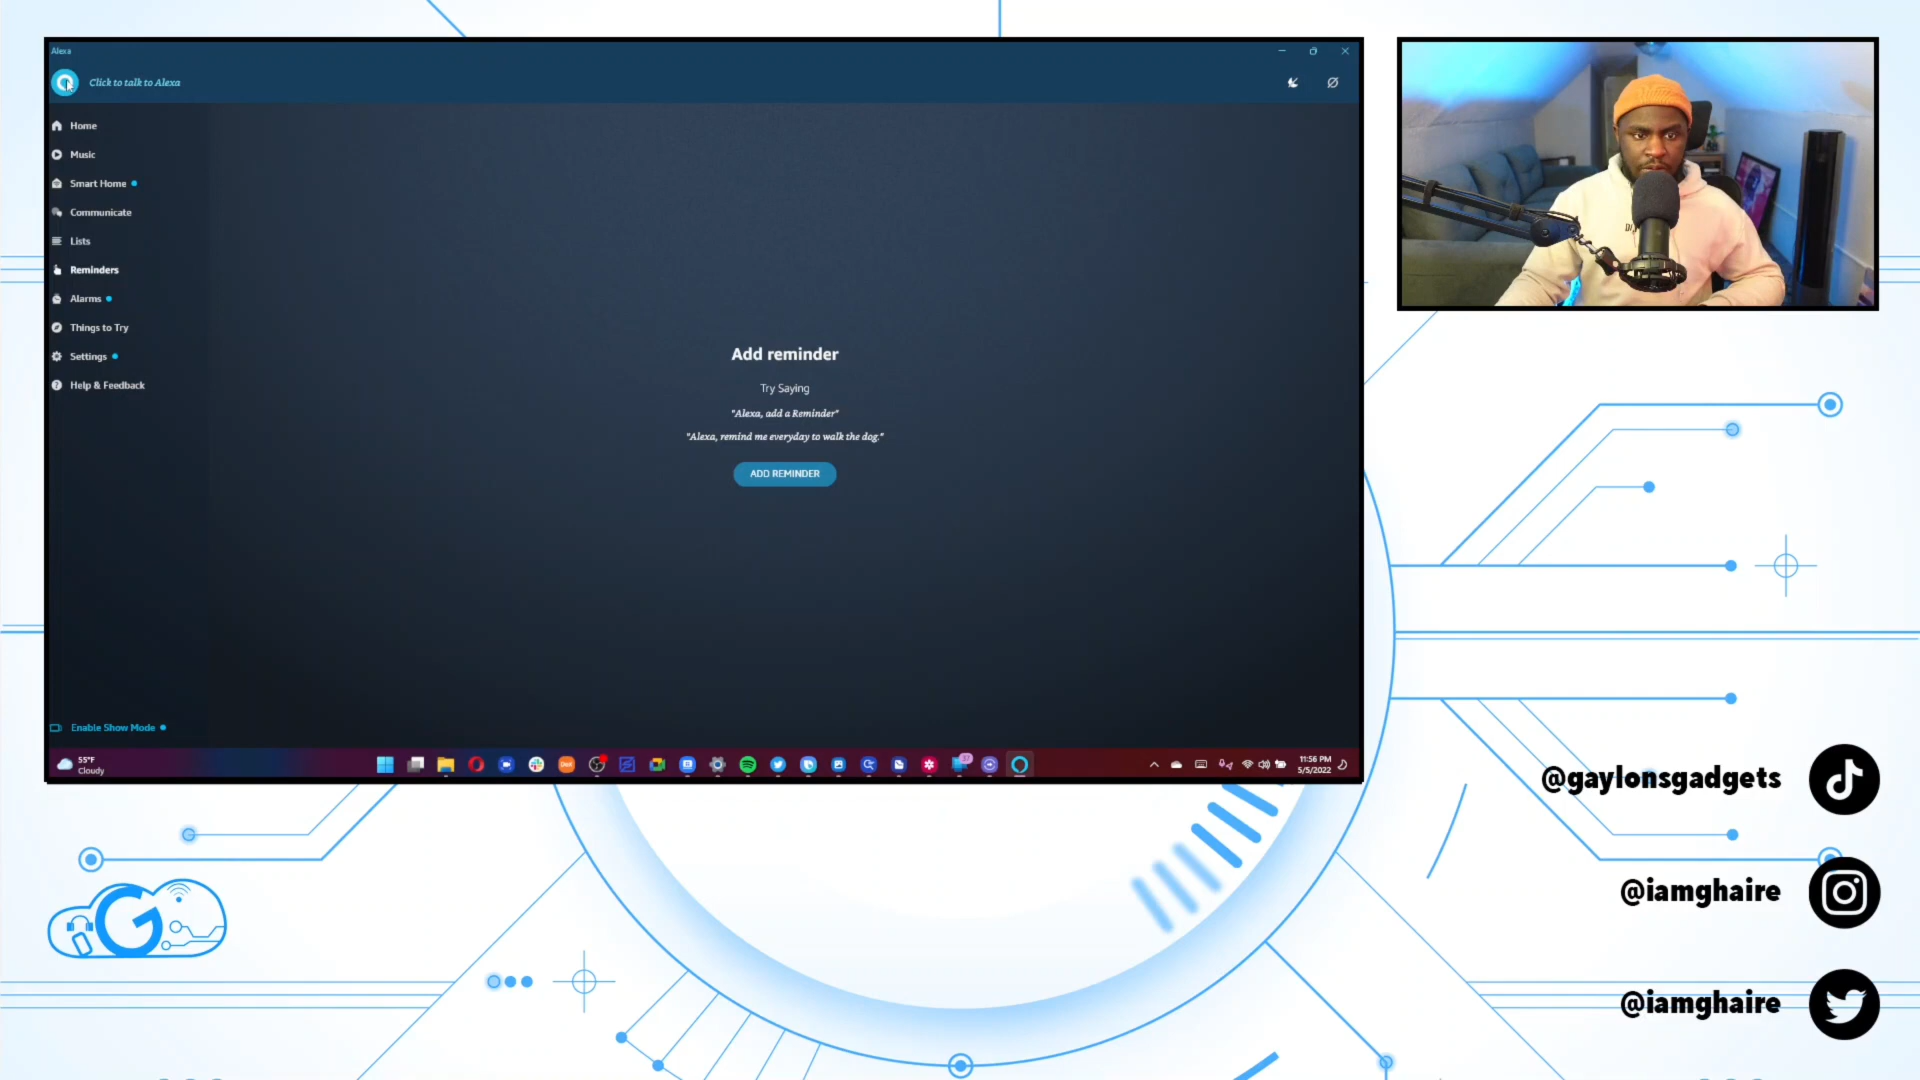 Alexa
Click to talk to Alexa
Home
Music
Smart Home
Communicate
Lists
Reminders
Alarms
Things to Try
Settings
Help & Feedback
Add reminder
Try Saying
"Alexa, add a Reminder"
"Alexa, remind me everyday to walk the dog."
ADD REMINDER
Enable Show Mode
55°F
Cloudy
11:56 PM
5/5/2022
@gaylonsgadgets
@iamghaire
@iamghaire
G